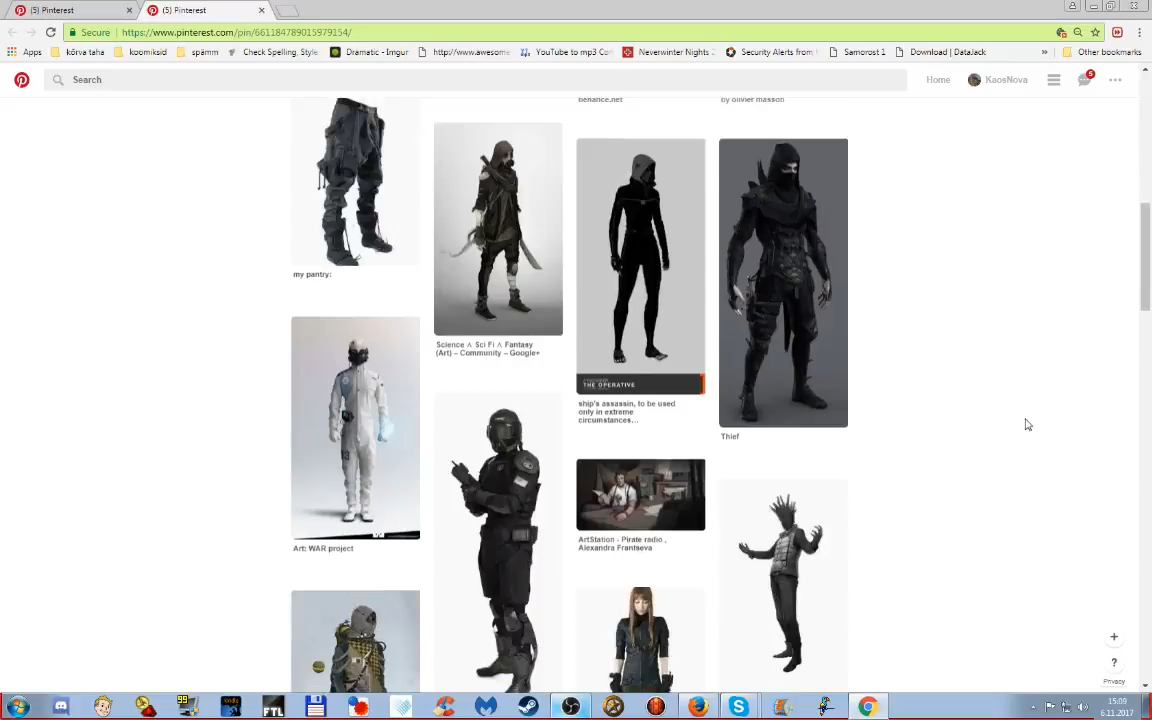 (5) Pinterest
(5) Pinterest
Secure
https://www.pinterest.com/pin/661184789015979154/
Apps
kõrva taha
koomiksid
spämm
Check Spelling, Style
Dramatic - Imgur
http://www.awesome
YouTube to mp3 Con
Neverwinter Nights 2
Security Alerts from
Samorost 1
Download | DataJack
»
Other bookmarks
Search
Home
KaosNova
5
behance.net
by olivier masson
my pantry:
Science Λ Sci Fi Λ Fantasy
(Art) – Community – Google+
THE OPERATIVE
ship's assassin, to be used
only in extreme
circumstances...
Thief
Art: WAR project
ArtStation - Pirate radio ,
Alexandra Frantseva
Privacy
99
FTL
15:09
6.11.2017